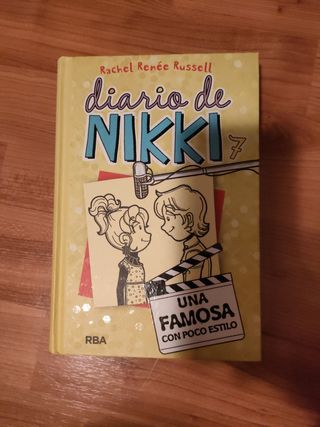 Rachel Renée Russell
diario de
NIKKI 7
UNA
FAMOSA
CON POCO ESTILO
RBA